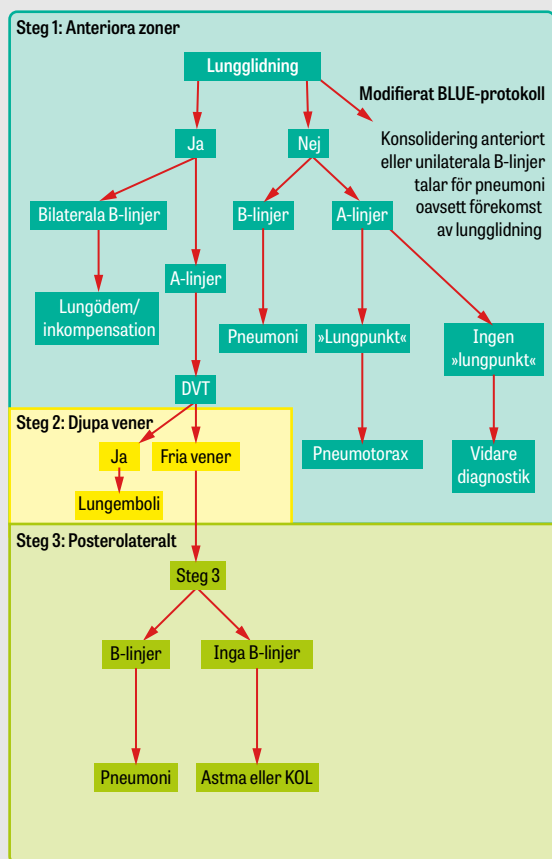 Steg 1: Anteriora zoner
Lungglidning
Modifierat BLUE-protokoll
Konsolidering anteriort
eller unilaterala B-linjer
talar för pneumoni
oavsett förekomst
av lungglidning
Ja
Nej
Bilaterala B-linjer
B-linjer
A-linjer
A-linjer
Lungödem/
inkompensation
Pneumoni
»Lungpunkt«
Ingen
»lungpunkt«
DVT
Pneumotorax
Vidare
diagnostik
Steg 2: Djupa vener
Ja
Fria vener
Lungemboli
Steg 3: Posterolateralt
Steg 3
B-linjer
Inga B-linjer
Pneumoni
Astma eller KOL